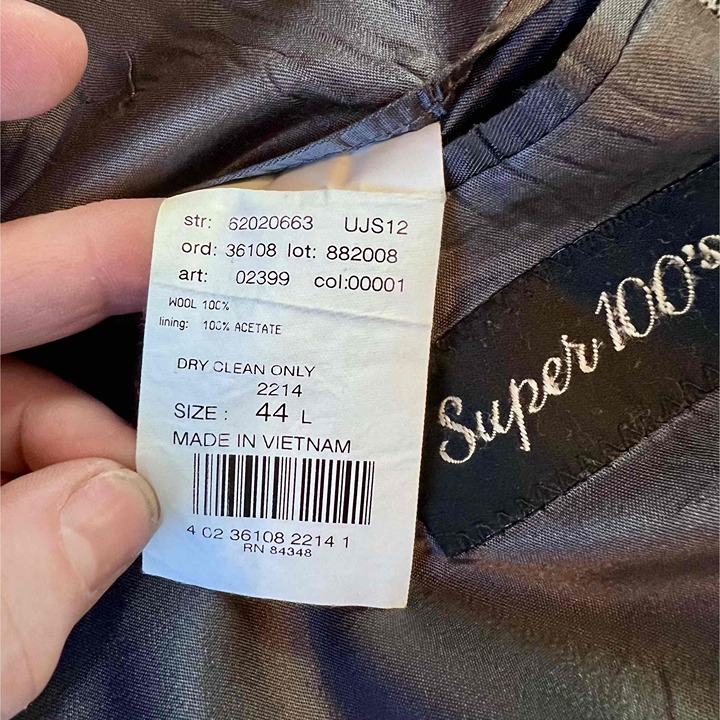 str: 62020663 UJS12
ord: 36108 lot: 882008
art: 02399 col:00001
WOOL 100%
lining: 100% ACETATE
DRY CLEAN ONLY
2214
SIZE : 44 L
MADE IN VIETNAM
4 02 36108 2214 1
RN 84348
Super 100's